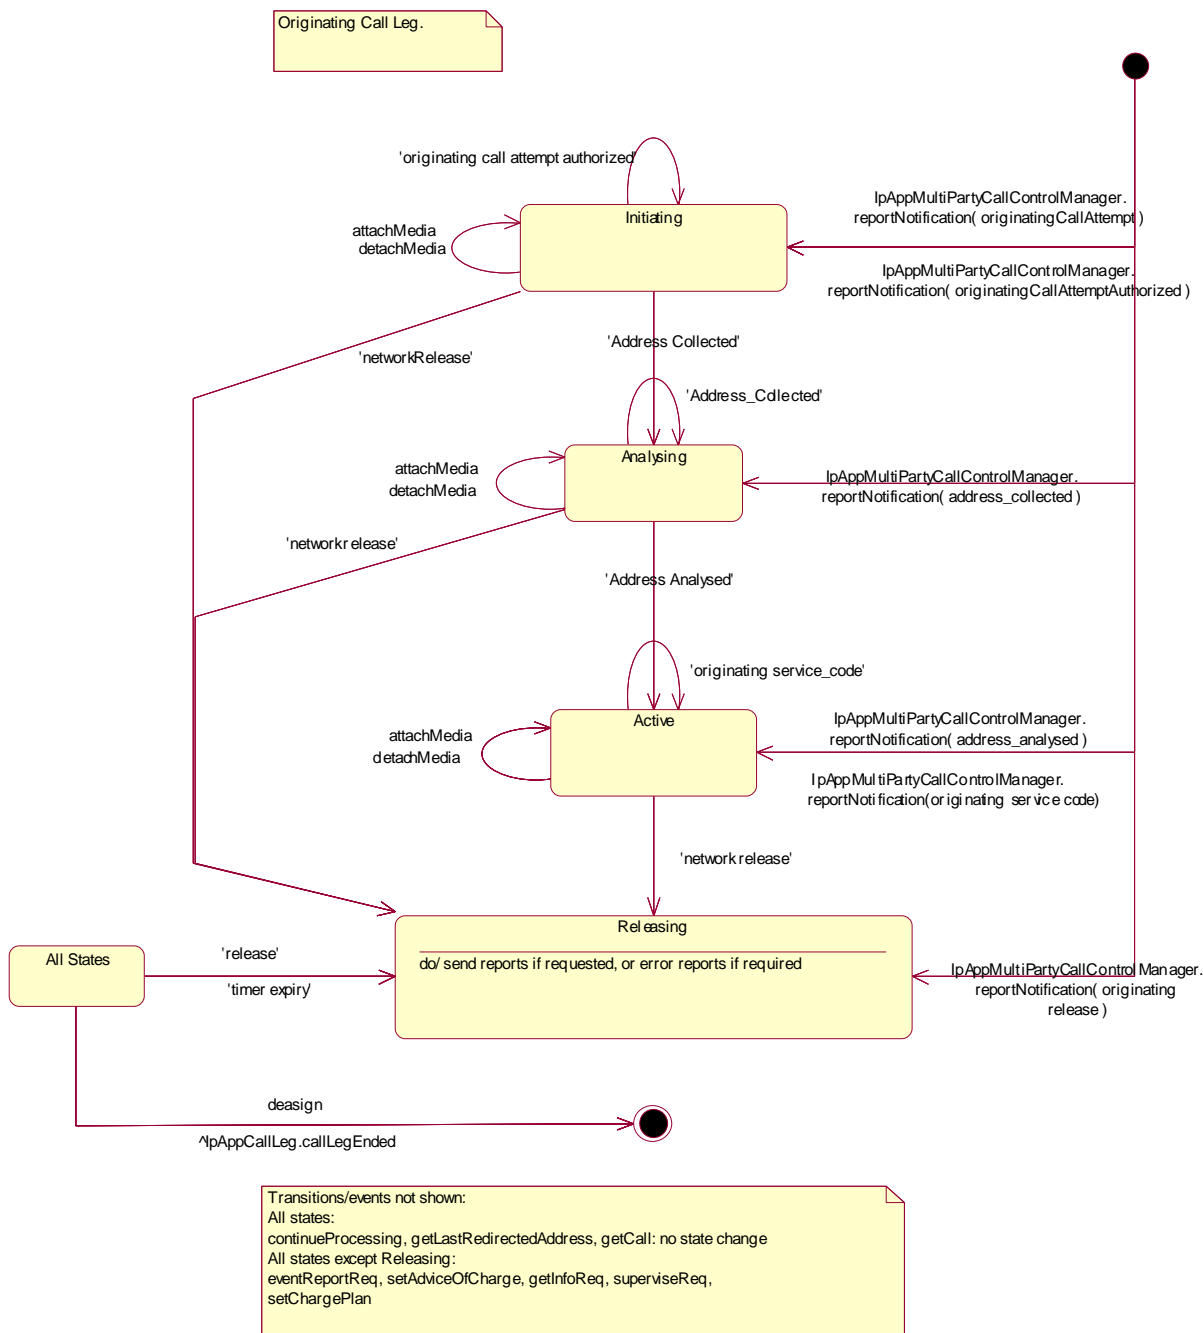 Originating Call Leg.
'originating call attempt authorized'
IpAppMultiPartyCallControlManager.
reportNotification( originatingCallAttempt )
Initiating
attachMedia
detachMedia
IpAppMultiPartyCallControlManager.
reportNotification( originatingCallAttemptAuthorized )
'Address Collected'
'networkRelease'
'Address_Collected'
Analysing
attachMedia
detachMedia
IpAppMultiPartyCallControlManager.
reportNotification( address_collected )
'networkrelease'
'Address Analysed'
'originating service_code'
Active
attachMedia
detachMedia
IpAppMultiPartyCallControlManager.
reportNotification( address_analysed )
IpAppMultiPartyCallControlManager.
reportNotification(originating service code)
'network release'
Releasing
do/ send reports if requested, or error reports if required
All States
'release'
'timer expiry'
IpAppMultiPartyCallControlManager.
reportNotification( originating
release )
deasign
^IpAppCallLeg.callLegEnded
Transitions/events not shown:
All states:
continueProcessing, getLastRedirectedAddress, getCall: no state change
All states except Releasing:
eventReportReq, setAdviceOfCharge, getInfoReq, superviseReq,
setChargePlan